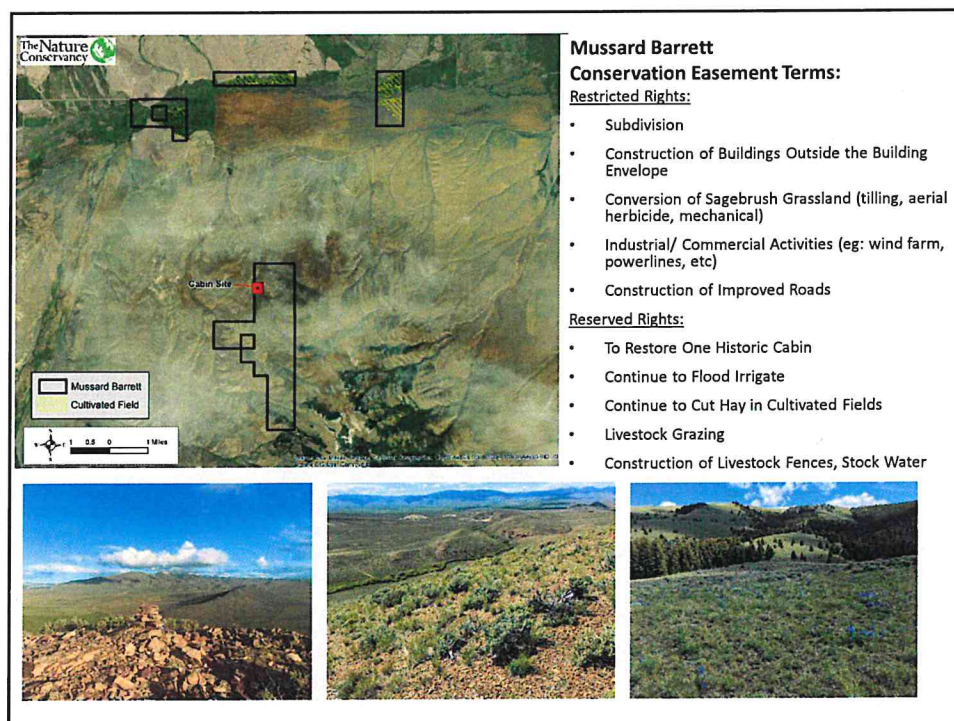 The Nature
Conservancy
Cabin Site
Mussard Barrett
Cultivated Field
1 0.5 0 1 Miles
Mussard Barrett
Conservation Easement Terms:
Restricted Rights:
• Subdivision
• Construction of Buildings Outside the Building
Envelope
• Conversion of Sagebrush Grassland (tilling, aerial
herbicide, mechanical)
• Industrial/ Commercial Activities (eg: wind farm,
powerlines, etc)
• Construction of Improved Roads
Reserved Rights:
• To Restore One Historic Cabin
• Continue to Flood Irrigate
• Continue to Cut Hay in Cultivated Fields
• Livestock Grazing
• Construction of Livestock Fences, Stock Water